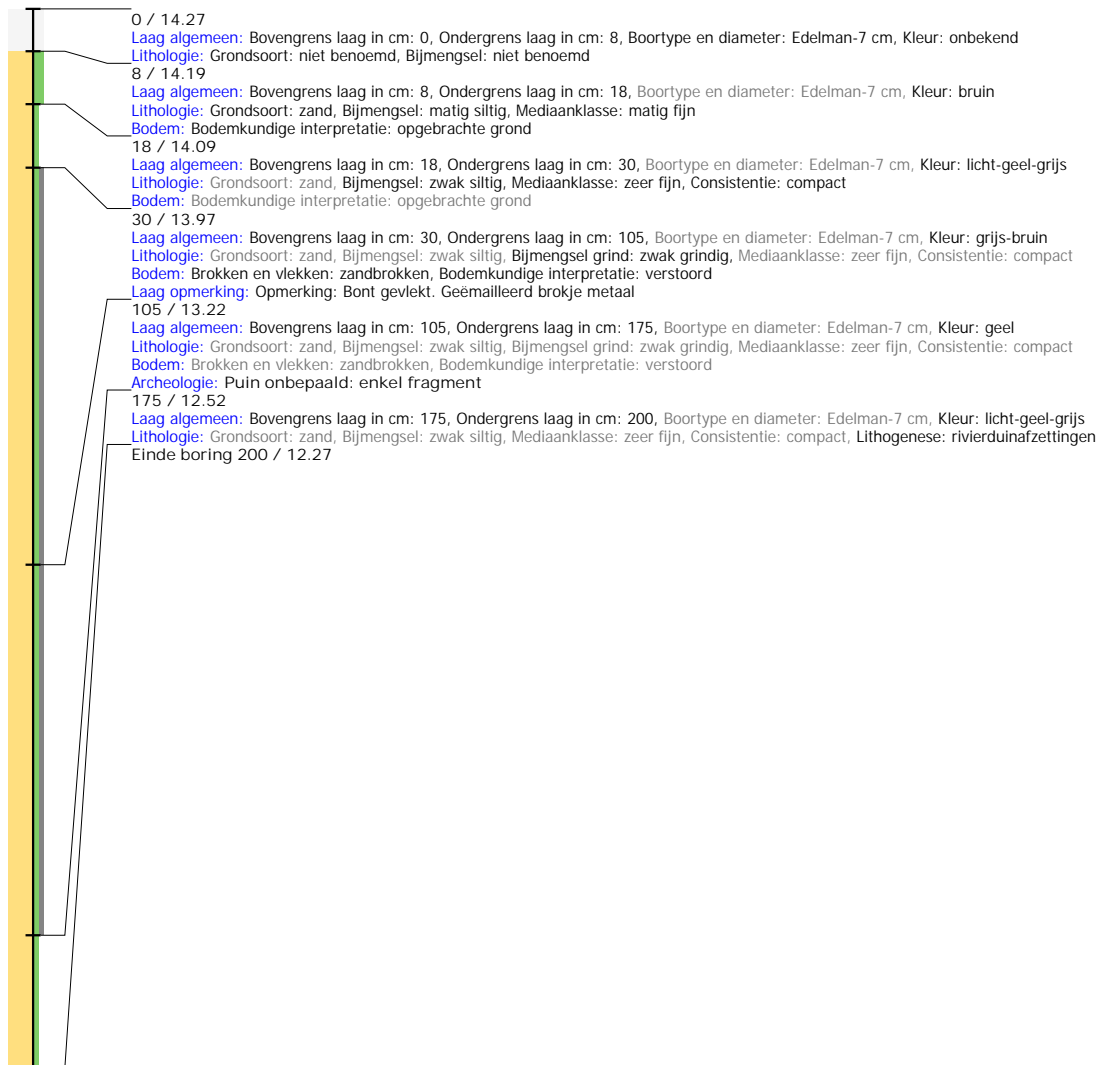 0 / 14.27
Laag algemeen: Bovengrens laag in cm: 0, Ondergrens laag in cm: 8, Boortype en diameter: Edelman-7 cm, Kleur: onbekend
Lithologie: Grondsoort: niet benoemd, Bijmengsel: niet benoemd
8 / 14.19
Laag algemeen: Bovengrens laag in cm: 8, Ondergrens laag in cm: 18, Boortype en diameter: Edelman-7 cm, Kleur: bruin
Lithologie: Grondsoort: zand, Bijmengsel: matig siltig, Mediaanklasse: matig fijn
Bodem: Bodemkundige interpretatie: opgebrachte grond
18 / 14.09
Laag algemeen: Bovengrens laag in cm: 18, Ondergrens laag in cm: 30, Boortype en diameter: Edelman-7 cm, Kleur: licht-geel-grijs
Lithologie: Grondsoort: zand, Bijmengsel: zwak siltig, Mediaanklasse: zeer fijn, Consistentie: compact
Bodem: Bodemkundige interpretatie: opgebrachte grond
30 / 13.97
Laag algemeen: Bovengrens laag in cm: 30, Ondergrens laag in cm: 105, Boortype en diameter: Edelman-7 cm, Kleur: grijs-bruin
Lithologie: Grondsoort: zand, Bijmengsel: zwak siltig, Bijmengsel grind: zwak grindig, Mediaanklasse: zeer fijn, Consistentie: compact
Bodem: Brokken en vlekken: zandbrokken, Bodemkundige interpretatie: verstoord
Laag opmerking: Opmerking: Bont gevlekt. Geëmailleerd brokje metaal
105 / 13.22
Laag algemeen: Bovengrens laag in cm: 105, Ondergrens laag in cm: 175, Boortype en diameter: Edelman-7 cm, Kleur: geel
Lithologie: Grondsoort: zand, Bijmengsel: zwak siltig, Bijmengsel grind: zwak grindig, Mediaanklasse: zeer fijn, Consistentie: compact
Bodem: Brokken en vlekken: zandbrokken, Bodemkundige interpretatie: verstoord
Archeologie: Puin onbepaald: enkel fragment
175 / 12.52
Laag algemeen: Bovengrens laag in cm: 175, Ondergrens laag in cm: 200, Boortype en diameter: Edelman-7 cm, Kleur: licht-geel-grijs
Lithologie: Grondsoort: zand, Bijmengsel: zwak siltig, Mediaanklasse: zeer fijn, Consistentie: compact, Lithogenese: rivierduinafzettingen
Einde boring 200 / 12.27